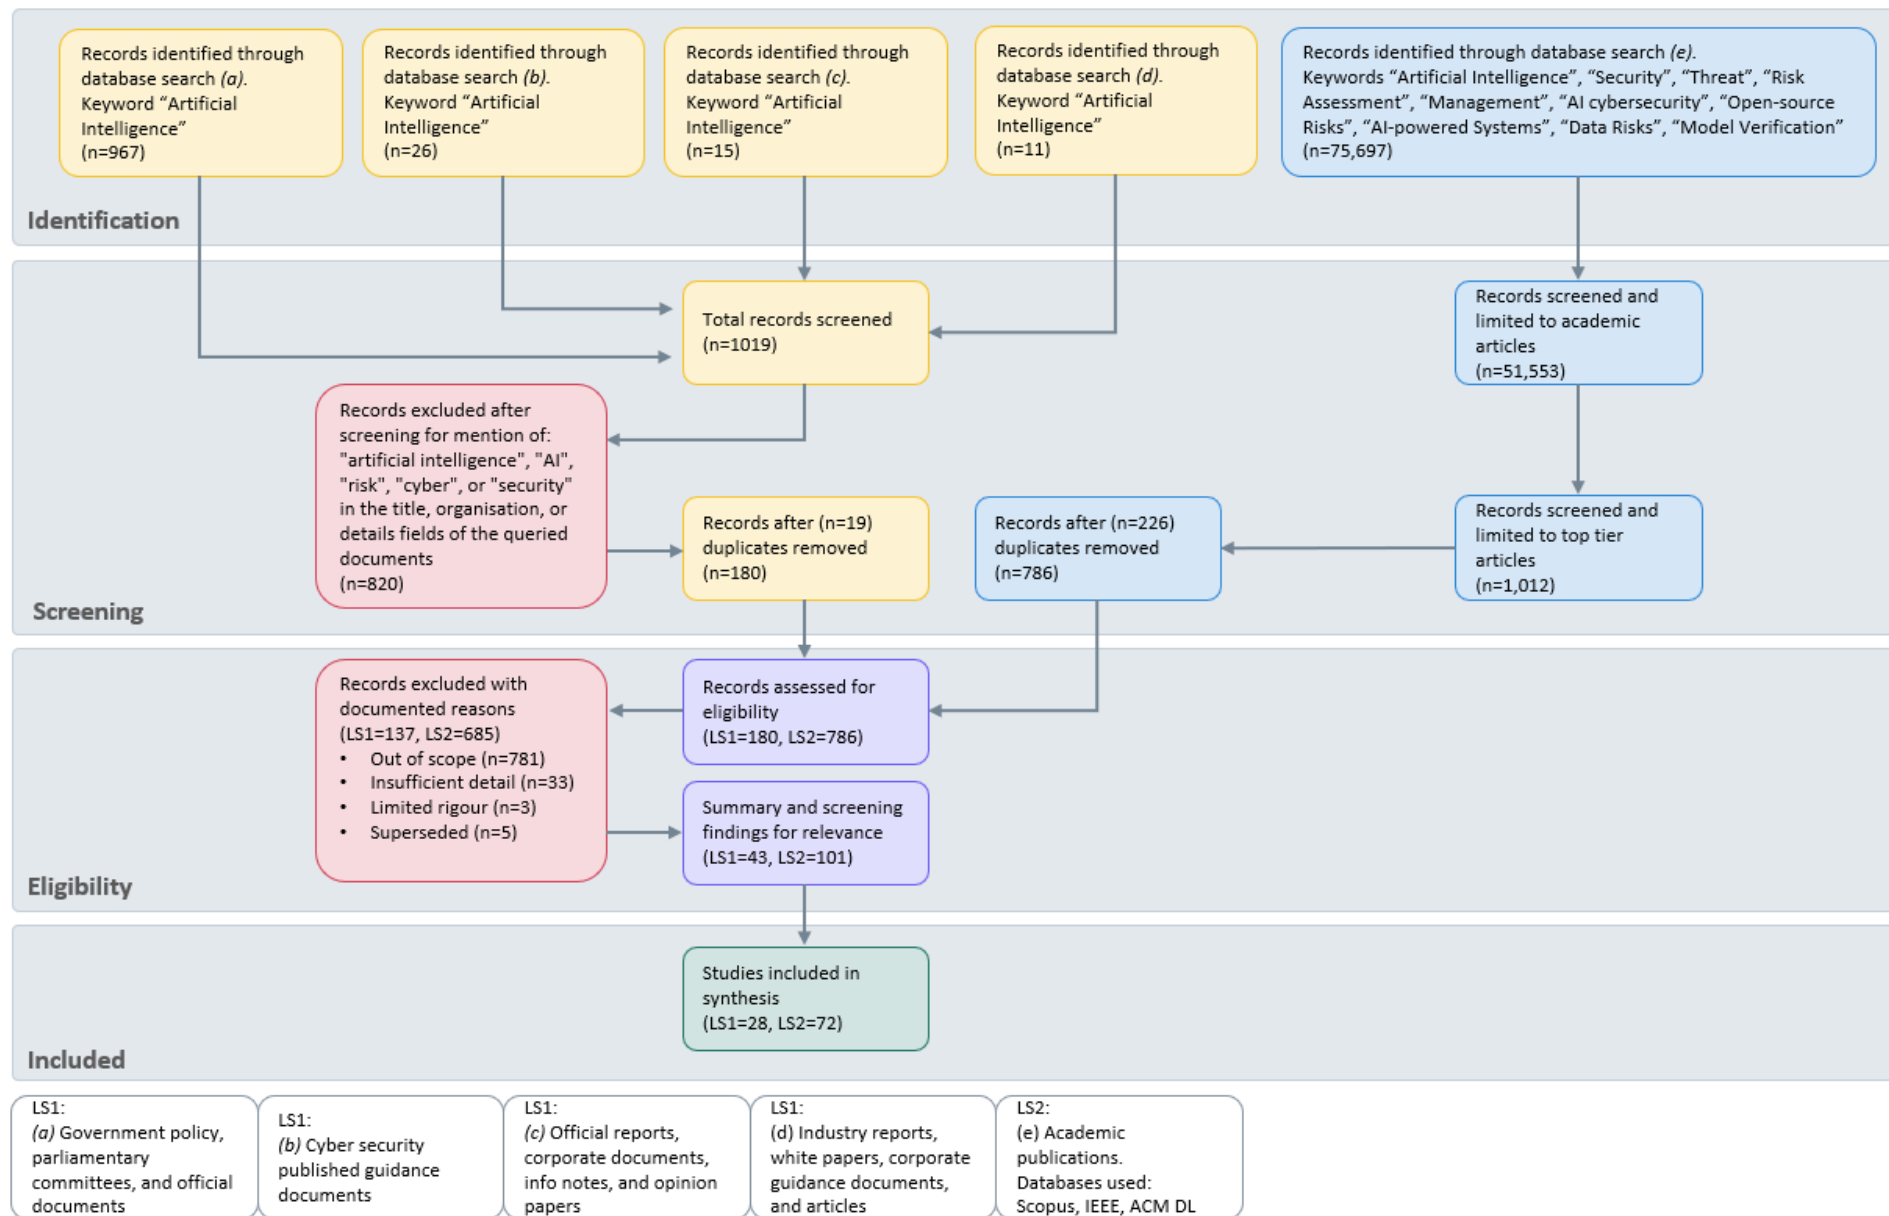 Records identified through
database search (a).
Keyword “Artificial
Intelligence”
(n=967)
Records identified through
database search (b).
Keyword “Artificial
Intelligence”
(n=26)
Records identified through
database search (c).
Keyword “Artificial
Intelligence”
(n=15)
Records identified through
database search (d).
Keyword “Artificial
Intelligence”
(n=11)
Records identified through database search (e).
Keywords “Artificial Intelligence”, “Security”, “Threat”, “Risk
Assessment”, “Management”, “AI cybersecurity”, “Open-source
Risks”, “AI-powered Systems”, “Data Risks”, “Model Verification”
(n=75,697)
Identification
Total records screened
(n=1019)
Records screened and
limited to academic
articles
(n=51,553)
Records excluded after
screening for mention of:
"artificial intelligence", "AI",
"risk", "cyber", or "security"
in the title, organisation, or
details fields of the queried
documents
(n=820)
Records after (n=19)
duplicates removed
(n=180)
Records after (n=226)
duplicates removed
(n=786)
Records screened and
limited to top tier
articles
(n=1,012)
Screening
Records excluded with
documented reasons
(LS1=137, LS2=685)
• Out of scope (n=781)
• Insufficient detail (n=33)
• Limited rigour (n=3)
• Superseded (n=5)
Records assessed for
eligibility
(LS1=180, LS2=786)
Summary and screening
findings for relevance
(LS1=43, LS2=101)
Eligibility
Studies included in
synthesis
(LS1=28, LS2=72)
Included
LS1:
(a) Government policy,
parliamentary
committees, and official
documents
LS1:
(b) Cyber security
published guidance
documents
LS1:
(c) Official reports,
corporate documents,
info notes, and opinion
papers
LS1:
(d) Industry reports,
white papers, corporate
guidance documents,
and articles
LS2:
(e) Academic
publications.
Databases used:
Scopus, IEEE, ACM DL